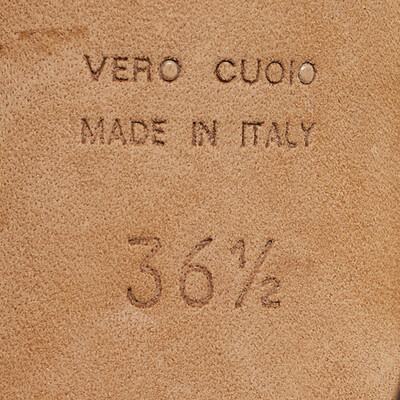 VERO CUOIO
MADE IN ITALY
36½